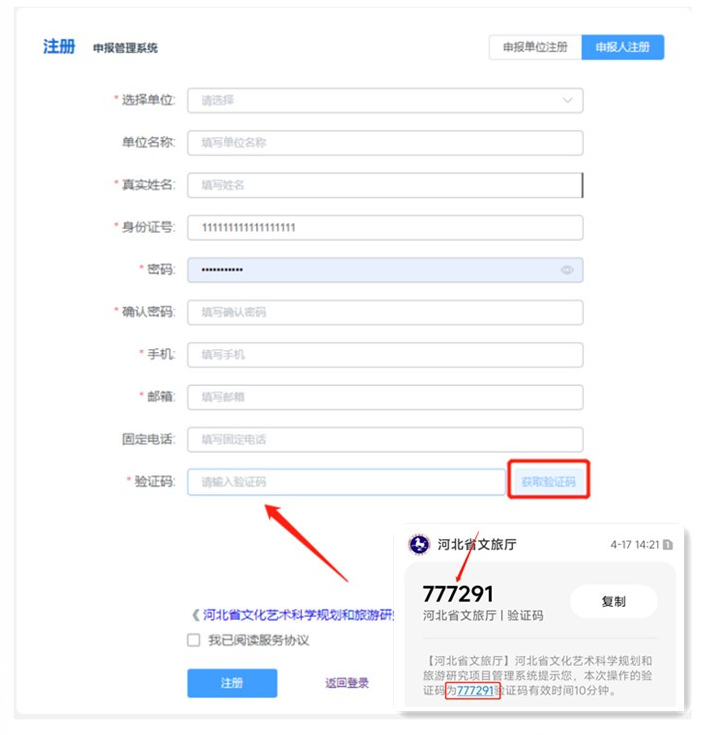 注册 申报管理系统 申报单位注册 申报人注册
*选择单位: 请选择
单位名称: 填写单位名称
*真实姓名: 填写姓名
*身份证号: 111111111111111111
*密码: •••••••••••
*确认密码: 填写确认密码
*手机: 填写手机
*邮箱: 填写邮箱
固定电话: 填写固定电话
*验证码: 请输入验证码 获取验证码
河北省文旅厅 4-17 14:21 1
777291
河北省文旅厅 | 验证码
复制
【河北省文旅厅】河北省文化艺术科学规划和
旅游研究项目管理系统提示您，本次操作的验
证码为777291验证码有效时间10分钟。
《河北省文化艺术科学规划和旅游研
我已阅读服务协议
注册 返回登录